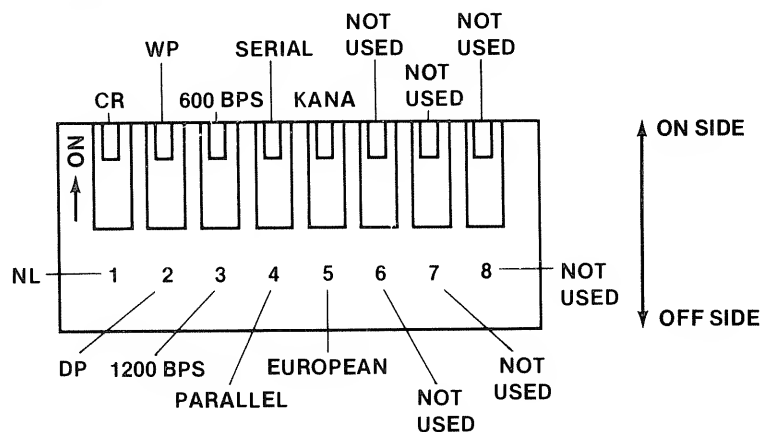 NOT
USED
NOT
USED
WP
SERIAL
NOT
USED
CR
600 BPS
KANA
ON
ON SIDE
NL
1
2
3
4
5
6
7
8
NOT
USED
OFF SIDE
DP
1200 BPS
EUROPEAN
NOT
USED
PARALLEL
NOT
USED